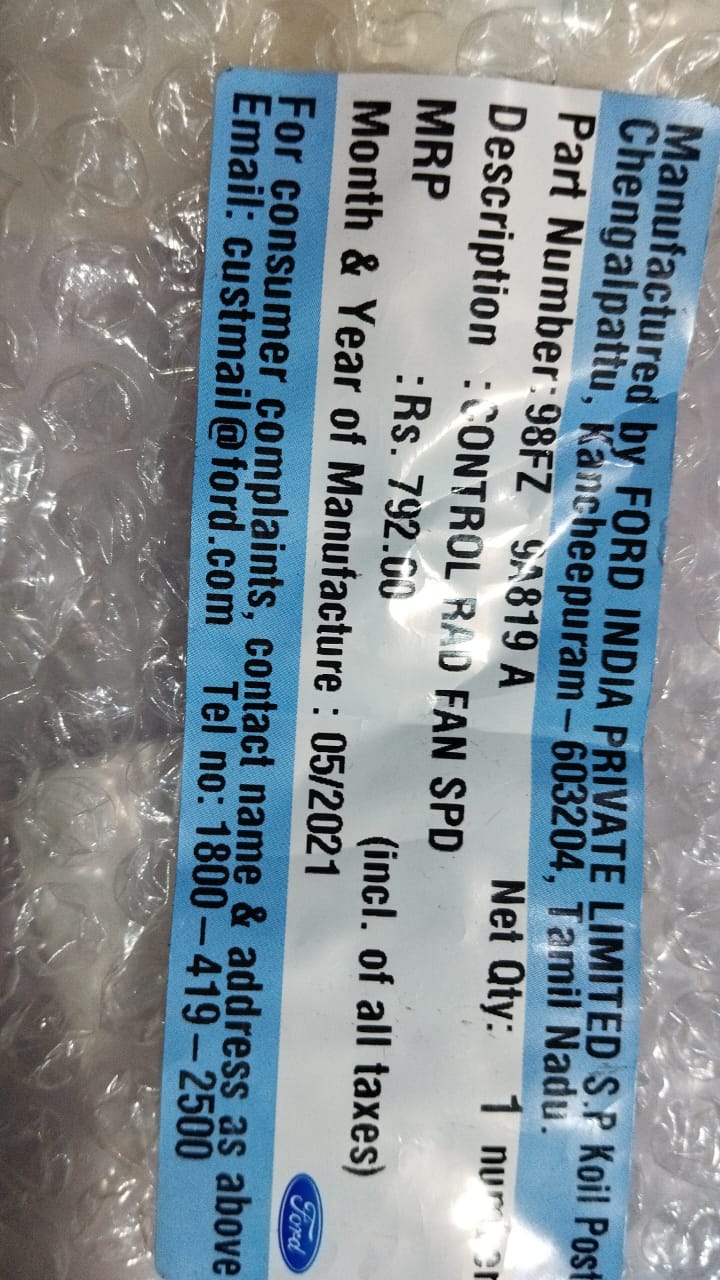 Manufactured by FORD INDIA PRIVATE LIMITED S.P Koil Post
Chengalpattu, Kancheepuram-603204, Tamil Nadu.
Part Number:98FZ 9A819 A Net Qty: 1 number
Description :CONTROL RAD FAN SPD
MRP :Rs. 792.00 (incl. of all taxes)
Month & Year of Manufacture : 05/2021
For consumer complaints, contact name & address as above
Email: custmail@ford.com Tel no: 1800-419-2500
Ford